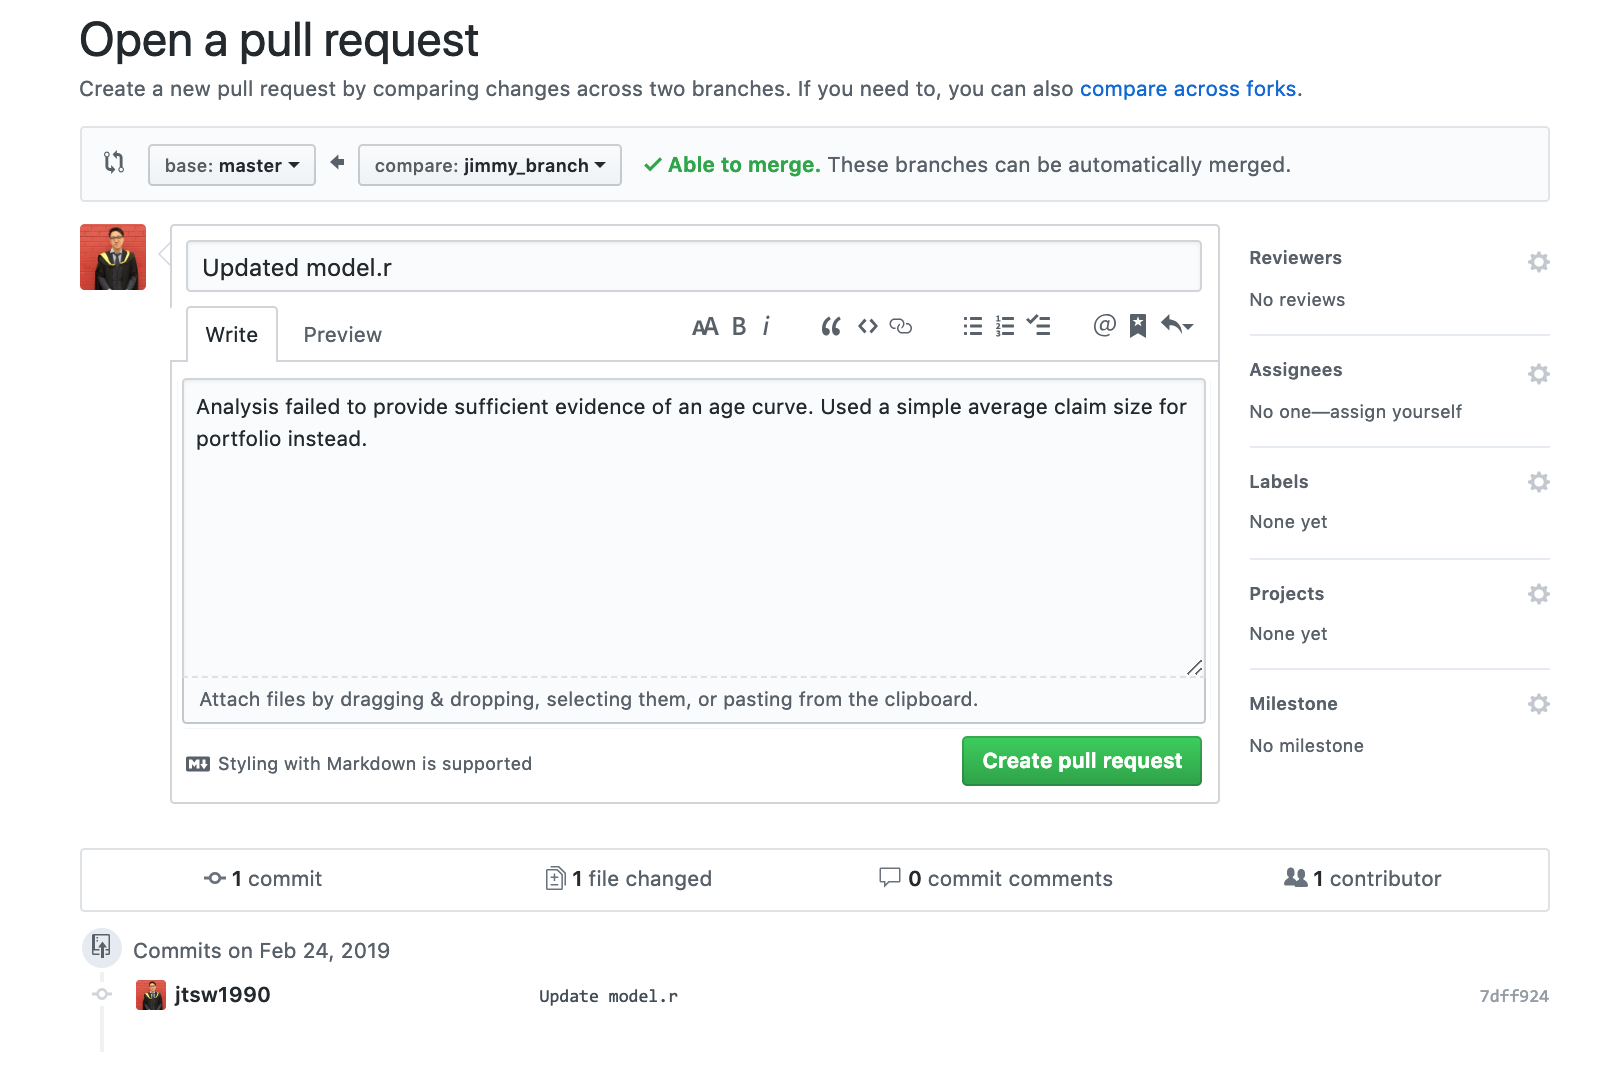 Open a pull request
Create a new pull request by comparing changes across two branches. If you need to, you can also compare across forks.
base: master
compare: jimmy_branch
Able to merge. These branches can be automatically merged.
Updated model.r
Write
Preview
AA B i
@
Analysis failed to provide sufficient evidence of an age curve. Used a simple average claim size for
portfolio instead.
Attach files by dragging & dropping, selecting them, or pasting from the clipboard.
Styling with Markdown is supported
Create pull request
Reviewers
No reviews
Assignees
No one—assign yourself
Labels
None yet
Projects
None yet
Milestone
No milestone
1 commit
1 file changed
0 commit comments
1 contributor
Commits on Feb 24, 2019
jtsw1990
Update model.r
7dff924